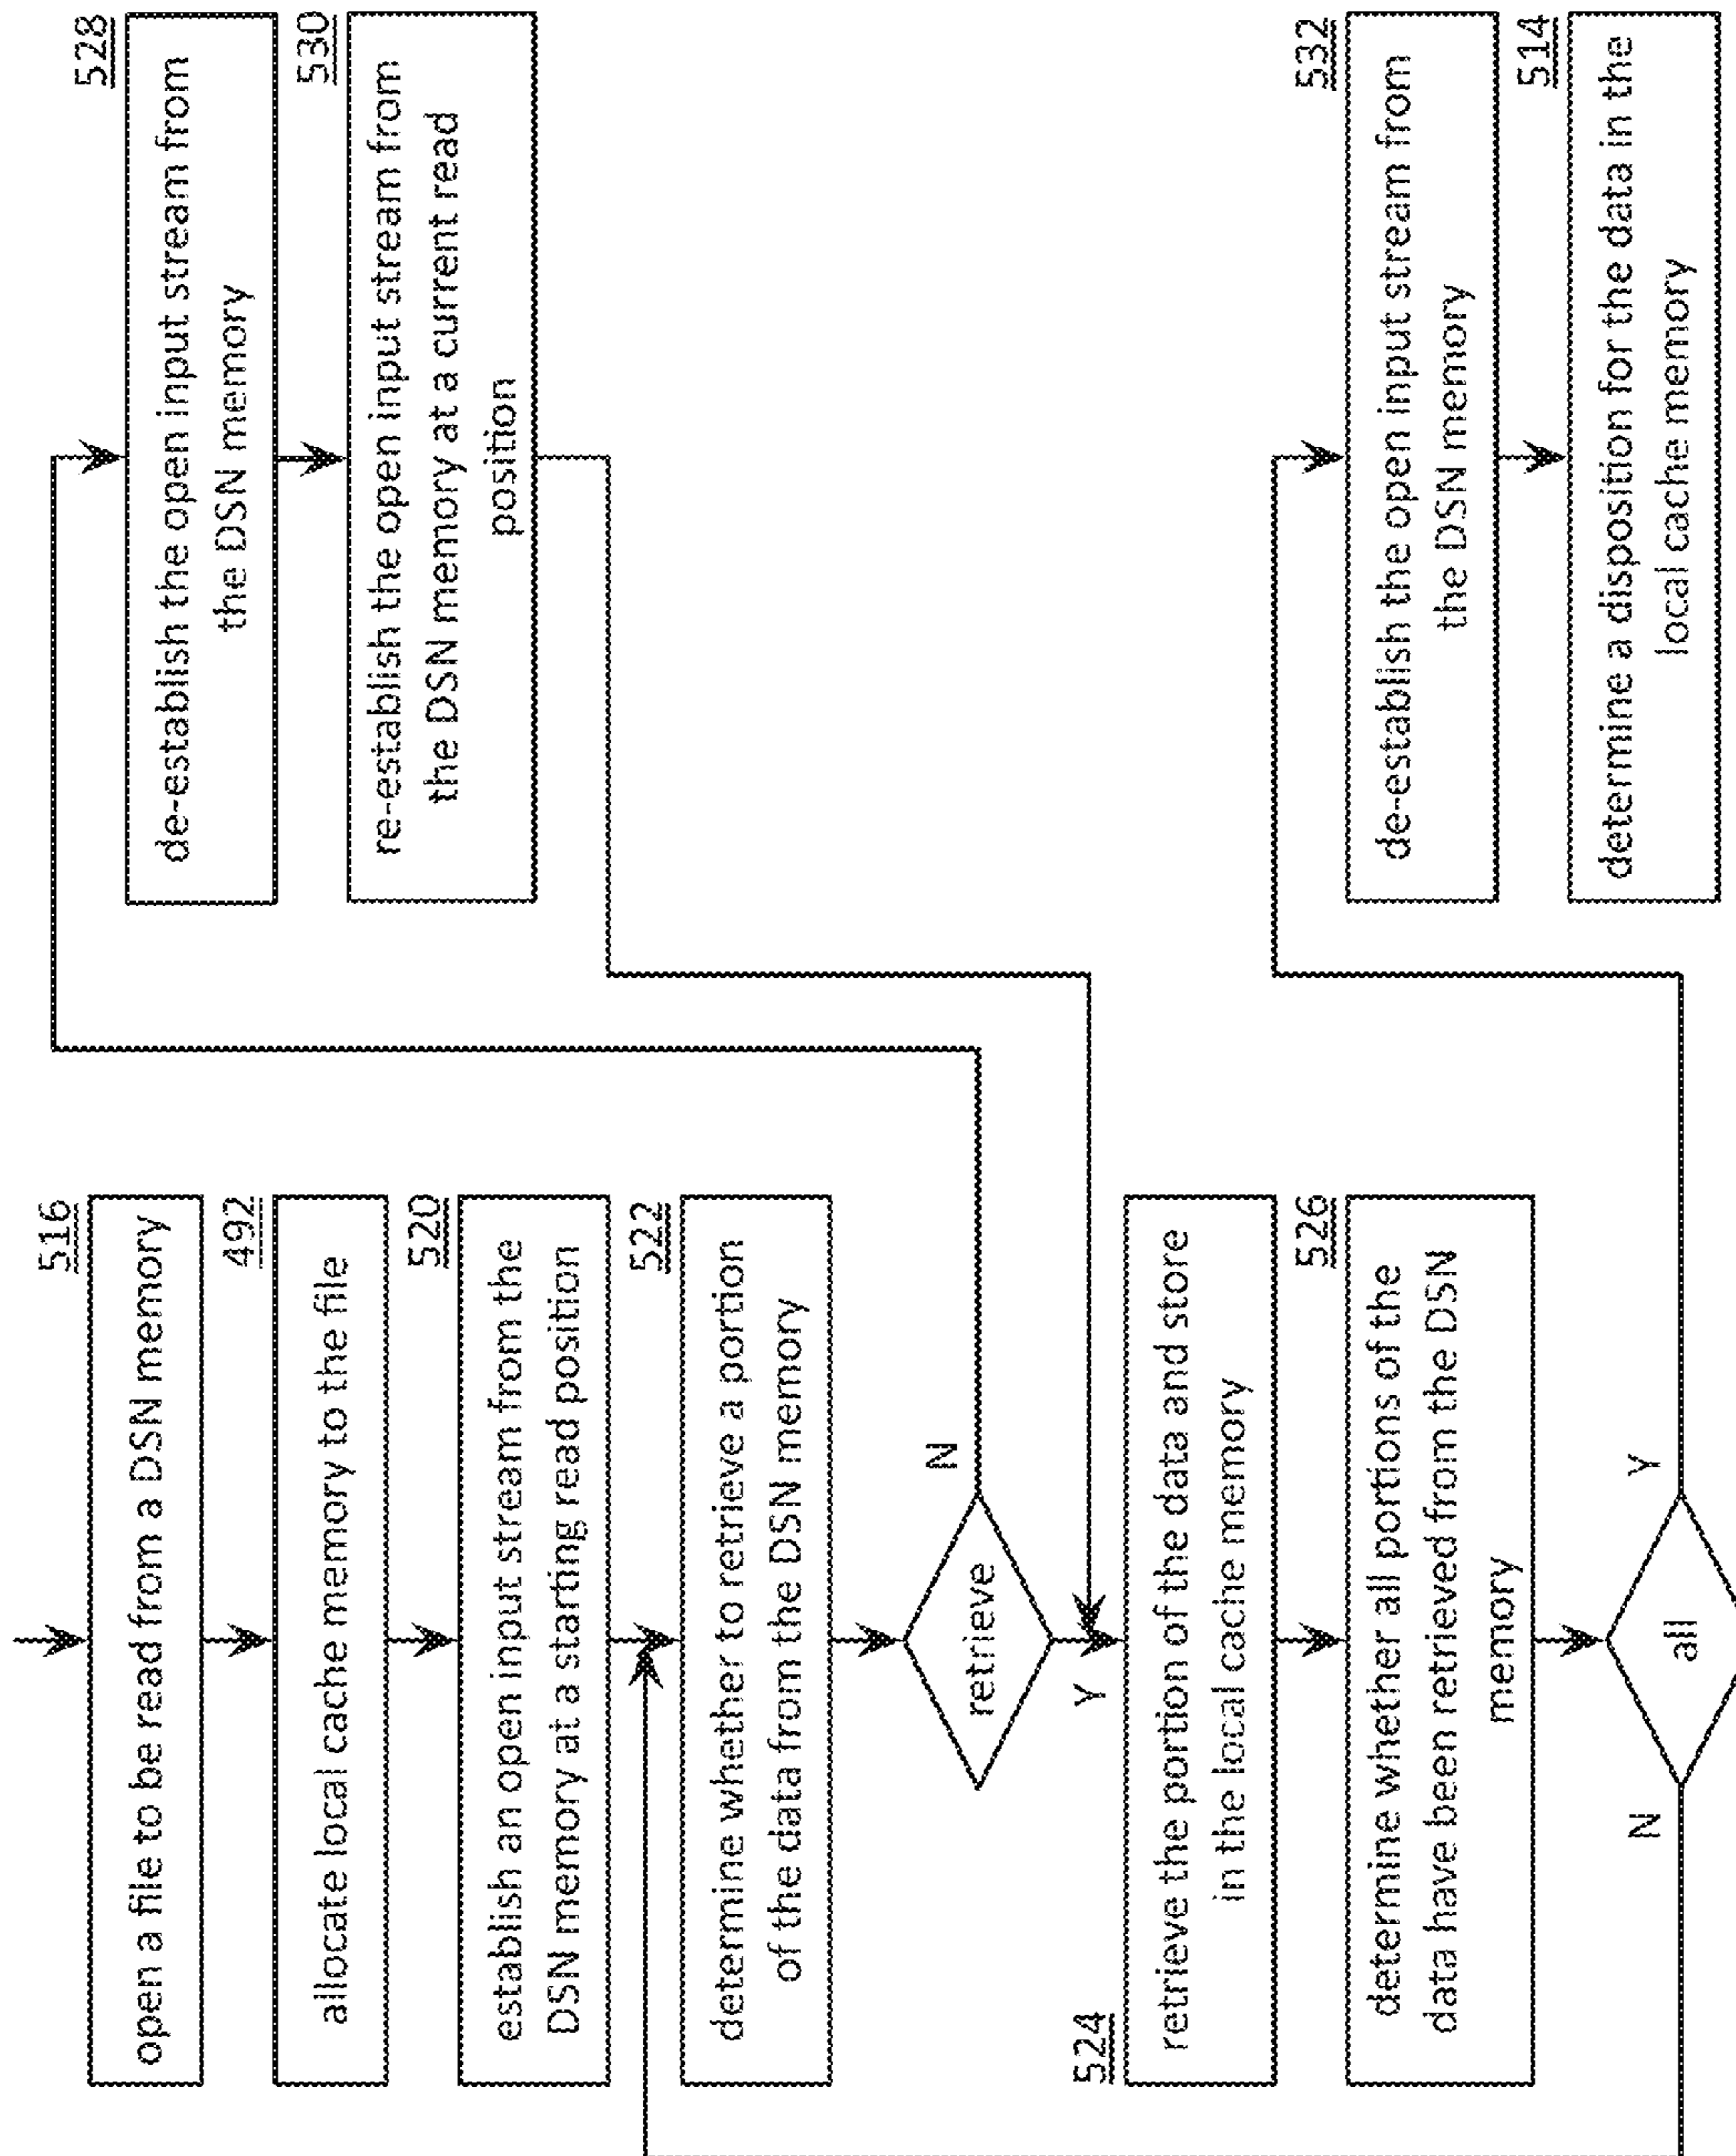 516
open a file to be read from a DSN memory
492
allocate local cache memory to the file
520
establish an open input stream from the
DSN memory at a starting read position
522
determine whether to retrieve a portion
of the data from the DSN memory
retrieve
N
Y
524
retrieve the portion of the data and store
in the local cache memory
526
determine whether all portions of the
data have been retrieved from the DSN
memory
all
N
Y
528
de-establish the open input stream from
the DSN memory
530
re-establish the open input stream from
the DSN memory at a current read
position
532
de-establish the open input stream from
the DSN memory
514
determine a disposition for the data in the
local cache memory